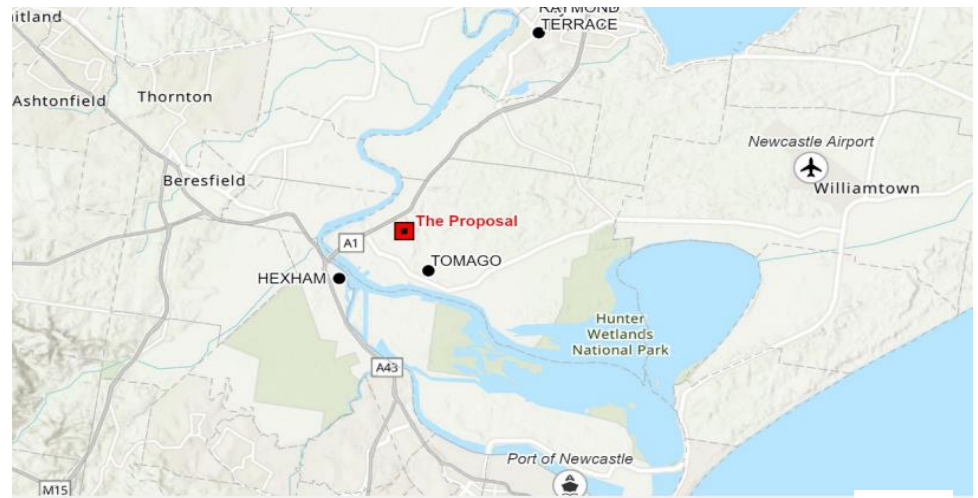 aitland
RAYMOND
TERRACE
Ashtonfield
Thornton
Newcastle Airport
Beresfield
Williamtown
The Proposal
A1
TOMAGO
HEXHAM
Hunter
Wetlands
National Park
A43
Port of Newcastle
M15